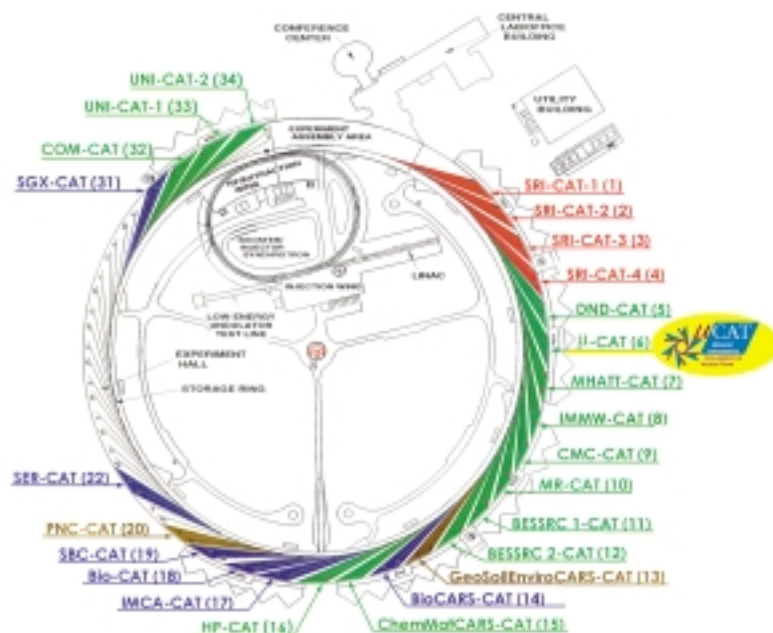 CONFERENCE
CENTER
CENTRAL
LAB/OFFICE
BUILDING
UTILITY
BUILDING
EXPERIMENT
ASSEMBLY AREA
UNI-CAT-2 (34)
UNI-CAT-1 (33)
COM-CAT (32)
SGX-CAT (31)
SRI-CAT-1 (1)
SRI-CAT-2 (2)
SRI-CAT-3 (3)
SRI-CAT-4 (4)
DND-CAT (5)
μ-CAT (6)
μCAT
MHATT-CAT (7)
IMMW-CAT (8)
CMC-CAT (9)
MR-CAT (10)
BESSRC 1-CAT (11)
BESSRC 2-CAT (12)
GeoSoilEnviroCARS-CAT (13)
BioCARS-CAT (14)
ChemMatCARS-CAT (15)
HP-CAT (16)
IMCA-CAT (17)
Bio-CAT (18)
SBC-CAT (19)
PNC-CAT (20)
SER-CAT (22)
INJECTOR
SYNCHROTRON
LINAC
INJECTION WING
LOW ENERGY
UNDULATOR
TEST LINE
EXPERIMENT
HALL
STORAGE RING